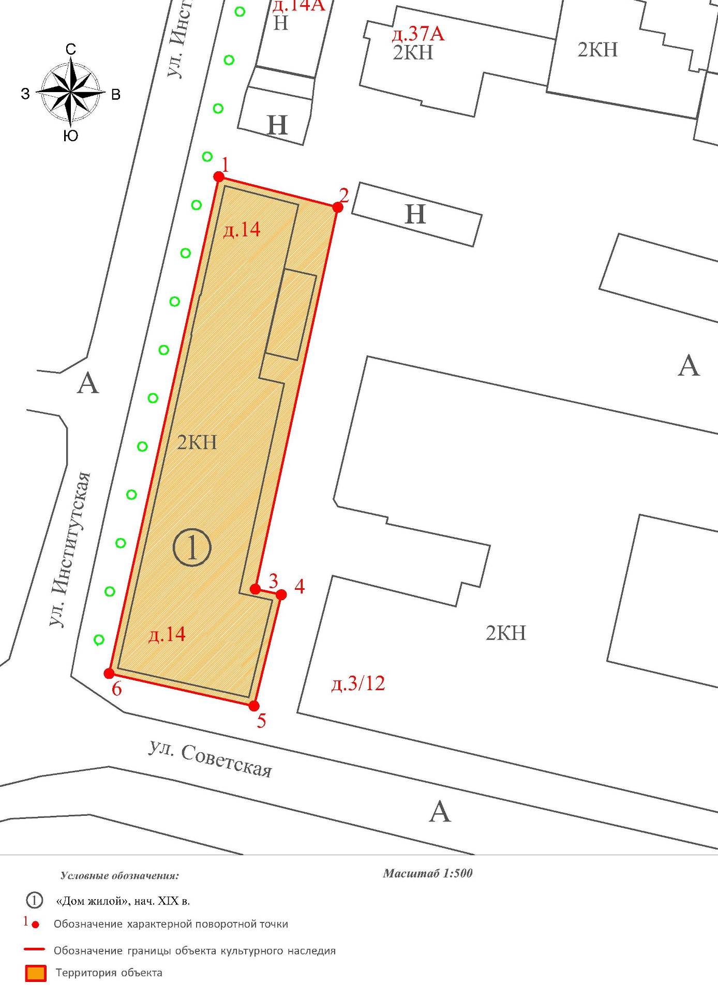 д.14А
Н
ул. Инст
д.37А
2КН
2КН
С
З
В
Ю
Н
1
2
Н
д.14
А
А
2КН
ул. Институтская
1
3
4
д.14
2КН
6
д.3/12
5
ул. Советская
А
Условные обозначения:
Масштаб 1:500
1
«Дом жилой», нач. XIX в.
1
Обозначение характерной поворотной точки
Обозначение границы объекта культурного наследия
Территория объекта